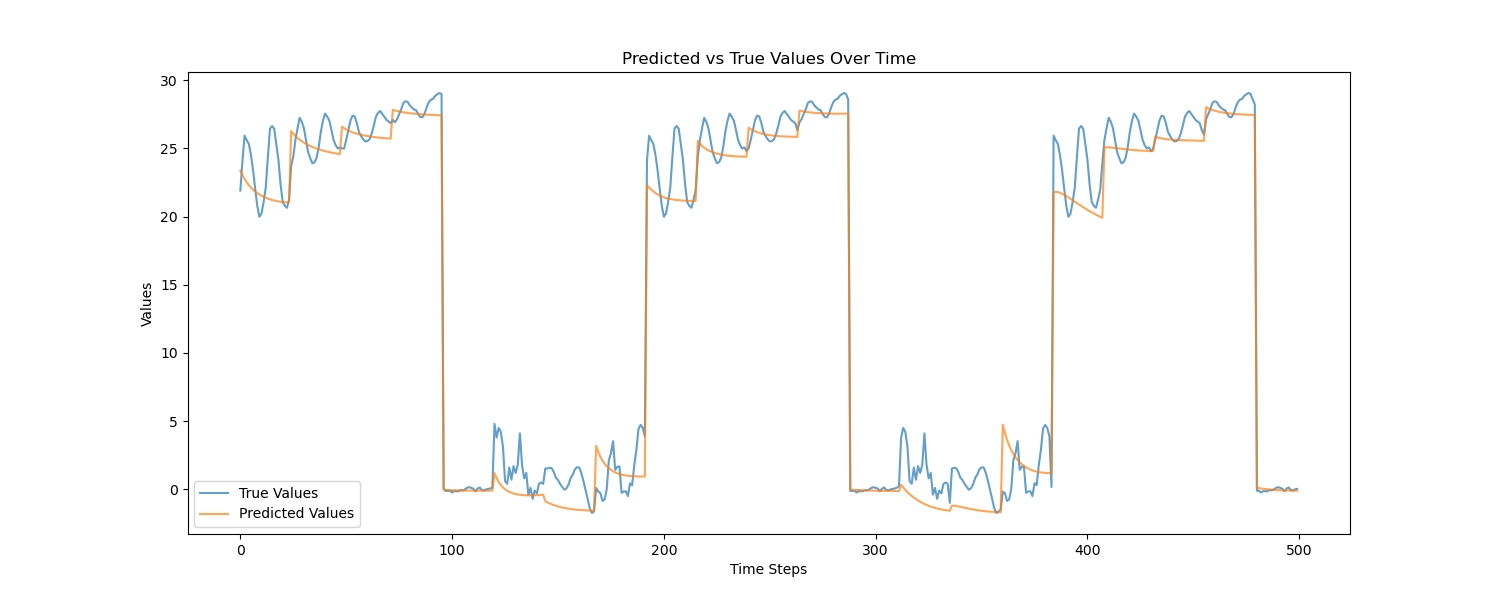 Predicted vs True Values Over Time
30
25
20
15
10
5
0
Values
True Values
Predicted Values
0 100 200 300 400 500
Time Steps